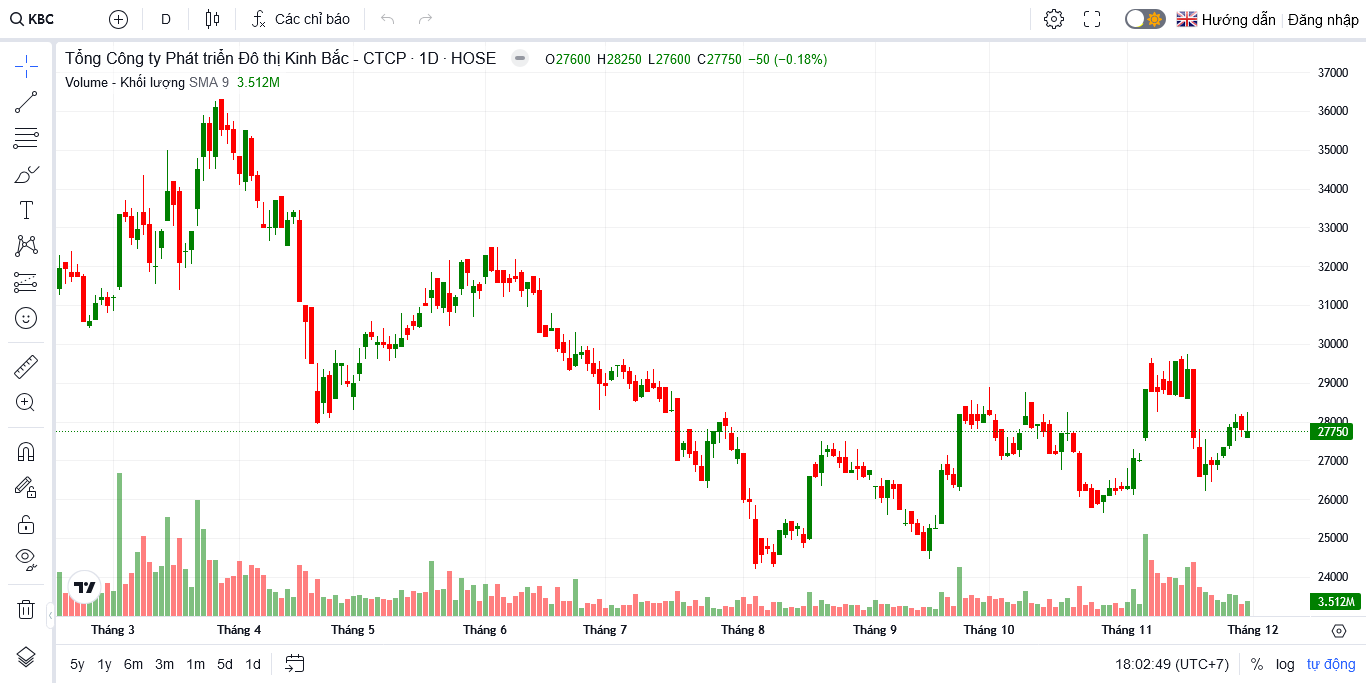 KBC
D
Các chỉ báo
Hướng dẫn
Đăng nhập
Tổng Công ty Phát triển Đô thị Kinh Bắc - CTCP · 1D · HOSE
O27600 H28250 L27600 C27750 −50 (−0.18%)
Volume - Khối lượng SMA 9 3.512M
37000
36000
35000
34000
33000
32000
31000
30000
29000
28000
27750
27000
26000
25000
24000
3.512M
Tháng 3
Tháng 4
Tháng 5
Tháng 6
Tháng 7
Tháng 8
Tháng 9
Tháng 10
Tháng 11
Tháng 12
5y 1y 6m 3m 1m 5d 1d
18:02:49 (UTC+7)
% log tự động